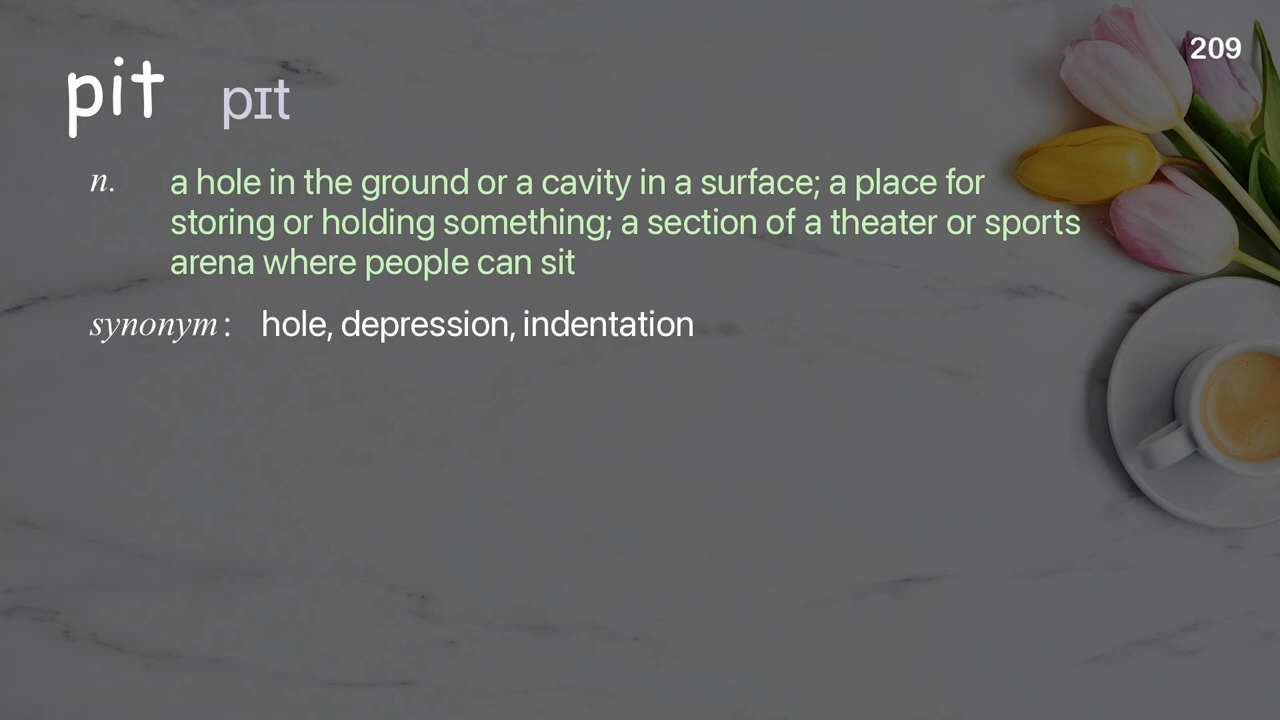 209
pit pɪt
n. a hole in the ground or a cavity in a surface; a place for
storing or holding something; a section of a theater or sports
arena where people can sit
synonym: hole, depression, indentation